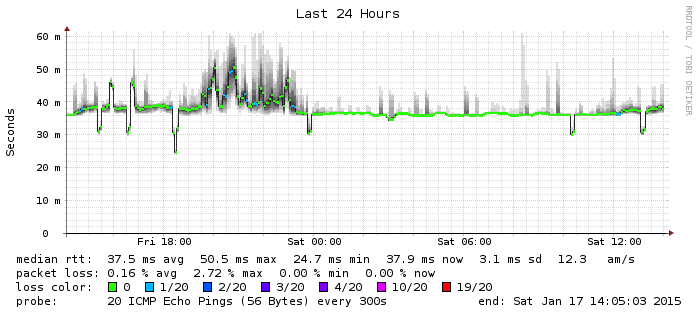 Last 24 Hours
RRDTOOL / TOBI OETIKER
Seconds
60 m
50 m
40 m
30 m
20 m
10 m
0
Fri 18:00 Sat 00:00 Sat 06:00 Sat 12:00
median rtt: 37.5 ms avg 50.5 ms max 24.7 ms min 37.9 ms now 3.1 ms sd 12.3 am/s
packet loss: 0.16 % avg 2.72 % max 0.00 % min 0.00 % now
loss color: 0 1/20 2/20 3/20 4/20 10/20 19/20
probe: 20 ICMP Echo Pings (56 Bytes) every 300s end: Sat Jan 17 14:05:03 2015